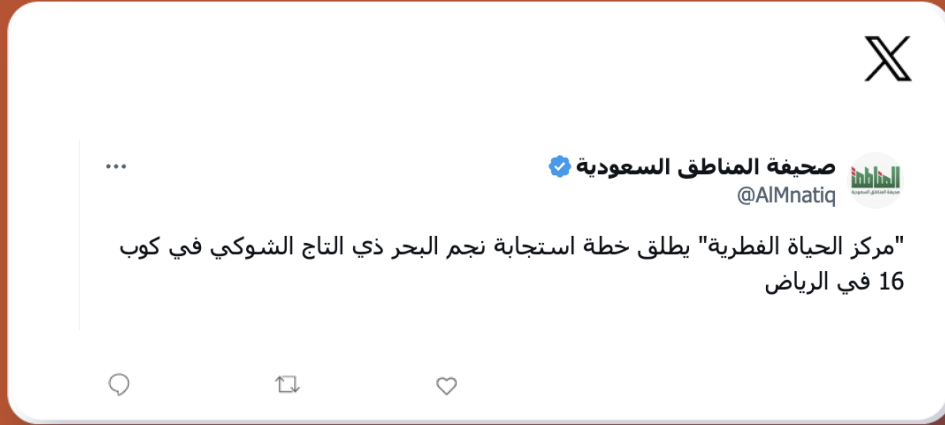 صحيفة المناطق السعودية
@AlMnatiq
"مركز الحياة الفطرية" يطلق خطة استجابة نجم البحر ذي التاج الشوكي في كوب
16 في الرياض